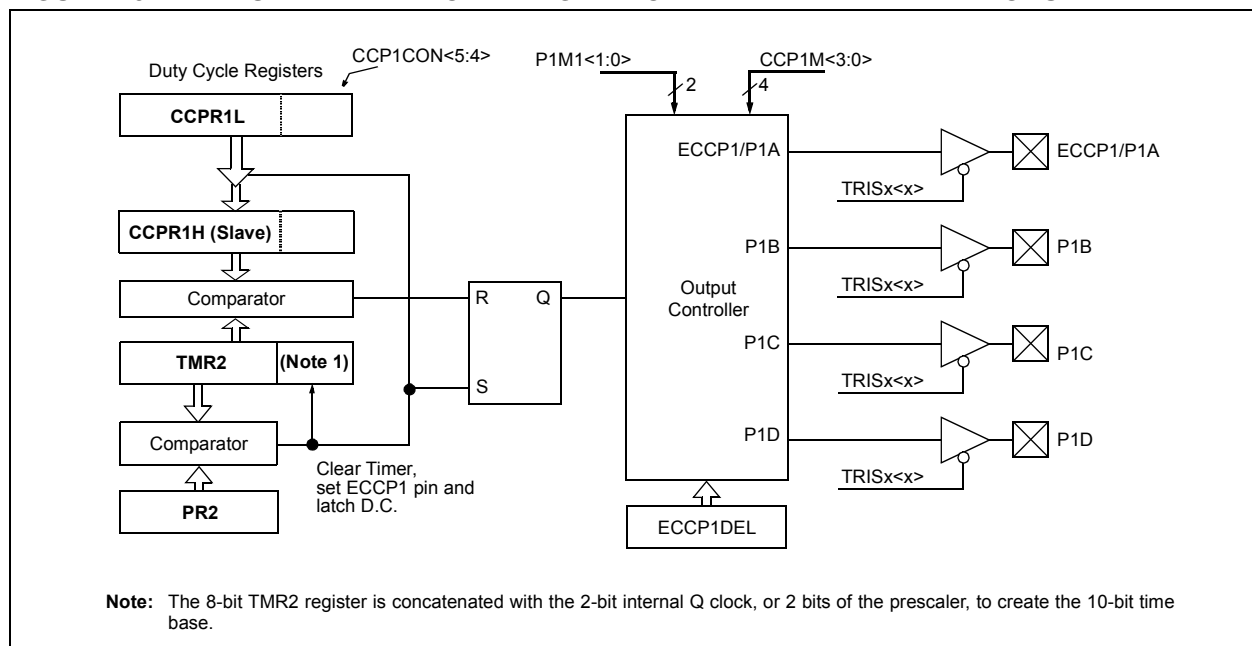 Duty Cycle Registers
CCP1CON<5:4>
CCPR1L
CCPR1H (Slave)
Comparator
TMR2
(Note 1)
Comparator
PR2
Clear Timer,
set ECCP1 pin and
latch D.C.
R
Q
S
P1M1<1:0>
2
CCP1M<3:0>
4
Output
Controller
ECCP1/P1A
P1B
P1C
P1D
ECCP1DEL
TRISx<x>
ECCP1/P1A
TRISx<x>
P1B
TRISx<x>
P1C
TRISx<x>
P1D
Note: The 8-bit TMR2 register is concatenated with the 2-bit internal Q clock, or 2 bits of the prescaler, to create the 10-bit time
base.